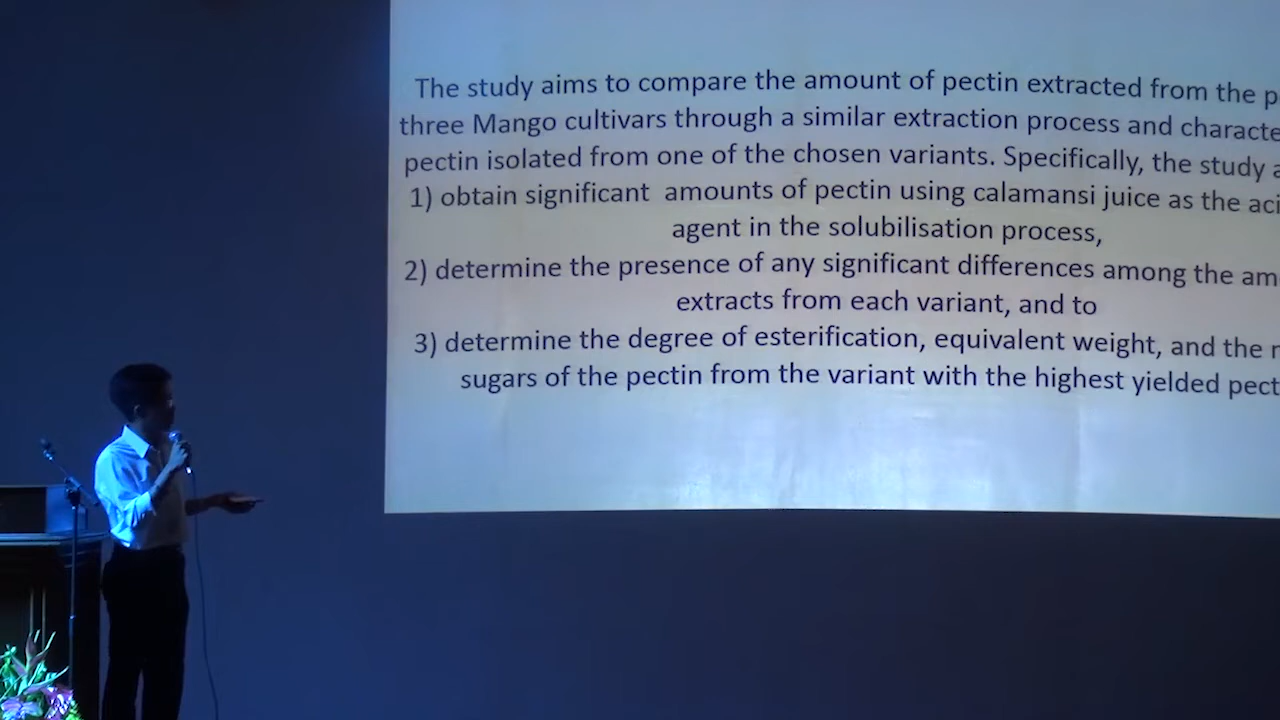 The study aims to compare the amount of pectin extracted from the
three Mango cultivars through a similar extraction process and
pectin isolated from one of the chosen variants. Specifically, the study
1) obtain significant amounts of pectin using calamansi juice as the
agent in the solubilisation process,
2) determine the presence of any significant differences among the
extracts from each variant, and to
3) determine the degree of esterification, equivalent weight, and the
sugars of the pectin from the variant with the highest yielded